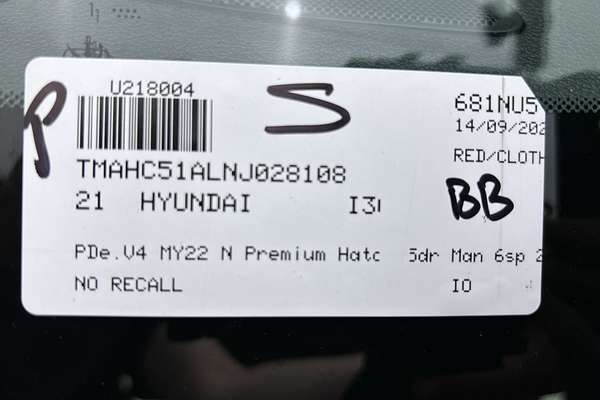 U218004
P
S
681NU5
14/09/202
TMAHC51ALNJ028108
RED/CLOTH
21 HYUNDAI I3
BB
PDe.V4 MY22 N Premium Hatc 5dr Man 6sp 2
NO RECALL
IO